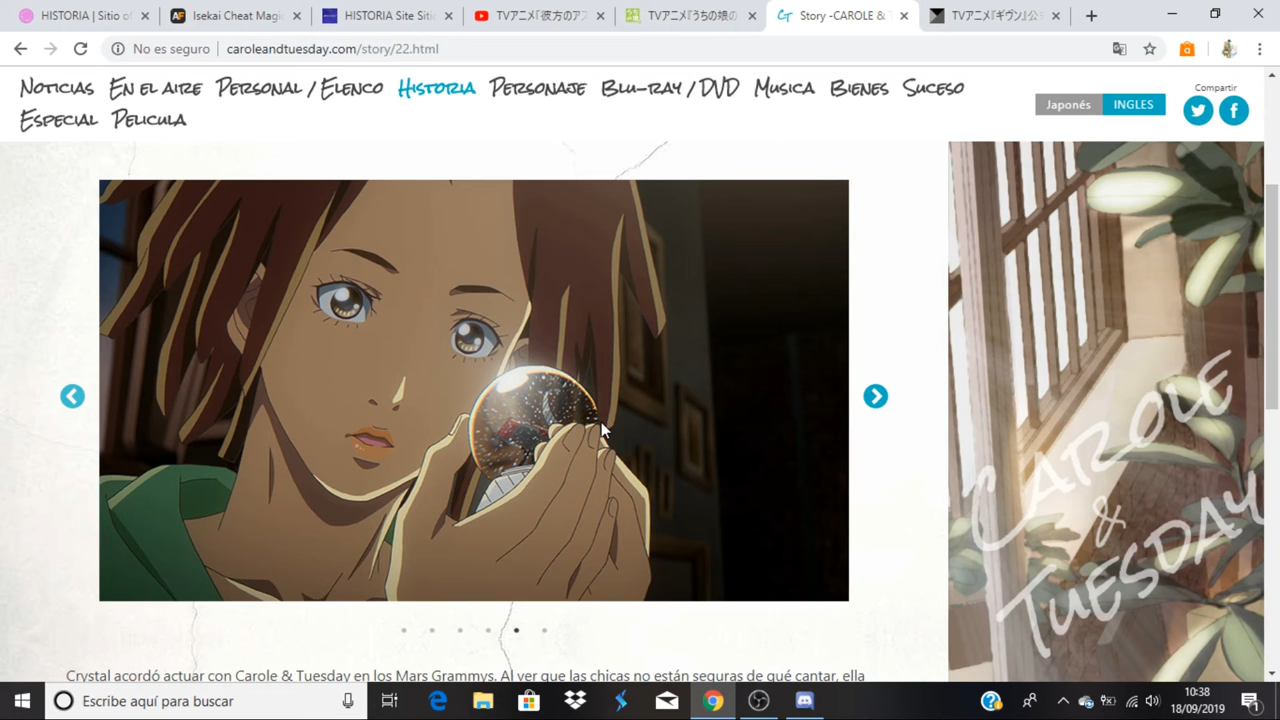 HISTORIA | Sitio of
Isekai Cheat Magic
HISTORIA Site Siti
TVアニメ「彼方のアス
TVアニメ『うちの娘の
Story -CAROLE & T
TVアニメ『ギヴン』公
No es seguro
caroleandtuesday.com/story/22.html
Noticias En el aire Personal / Elenco Historia Personaje Blu-ray / DVD Musica Bienes Suceso
Especial Pelicula
Compartir
Japonés INGLES
CAROLE
&
TUESDAY
Crystal acordó actuar con Carole & Tuesday en los Mars Grammys. Al ver que las chicas no están seguras de qué cantar, ella
Escribe aquí para buscar
10:38
18/09/2019
1